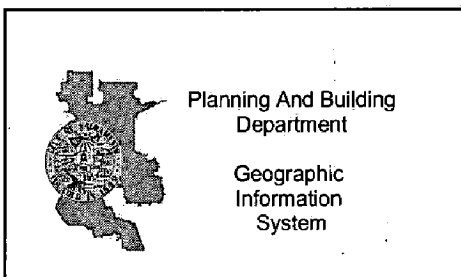 Planning And Building
Department
Geographic
Information
System